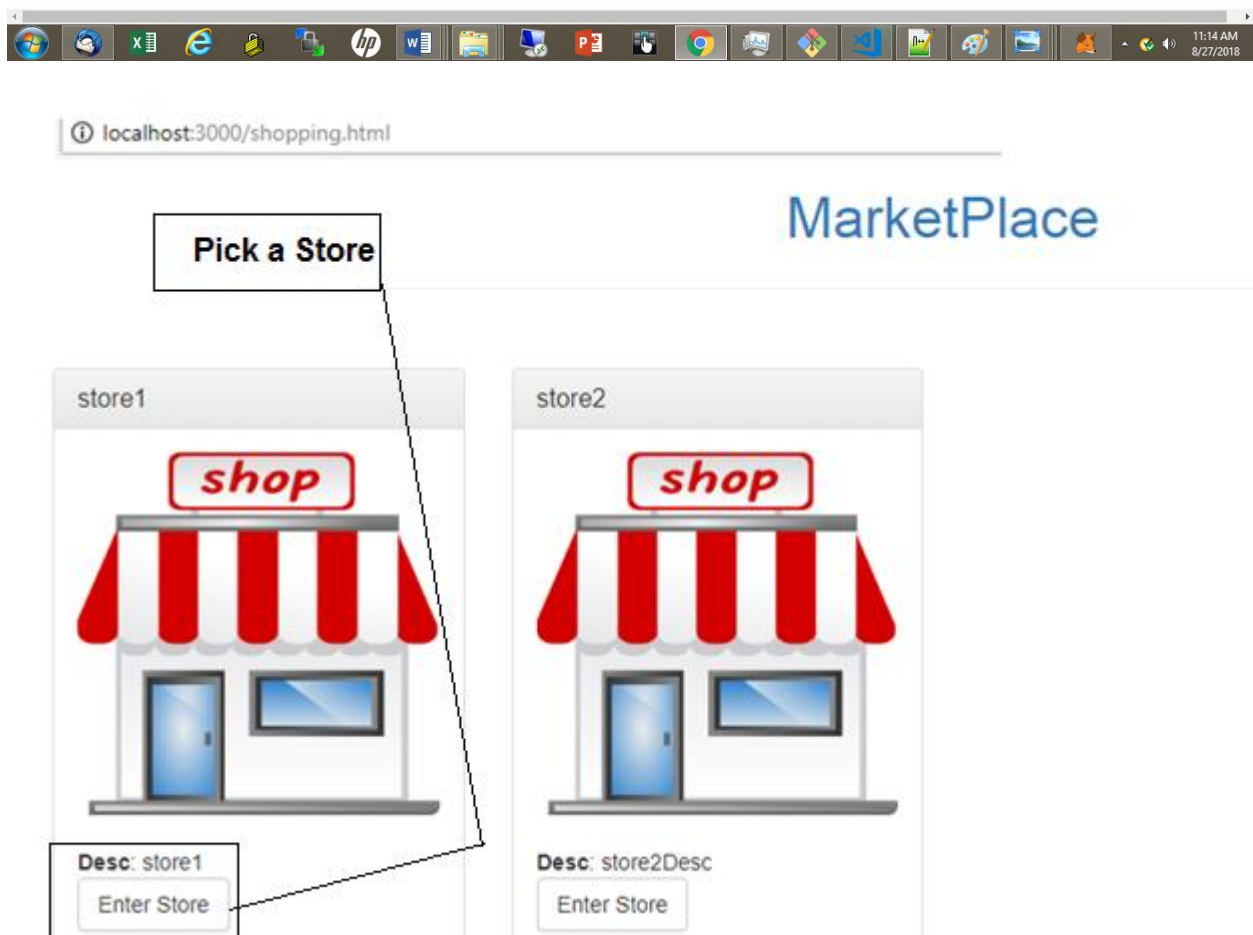 11:14 AM
8/27/2018
localhost:3000/shopping.html
MarketPlace
Pick a Store
store1
store2
shop
shop
Desc: store1
Desc: store2Desc
Enter Store
Enter Store